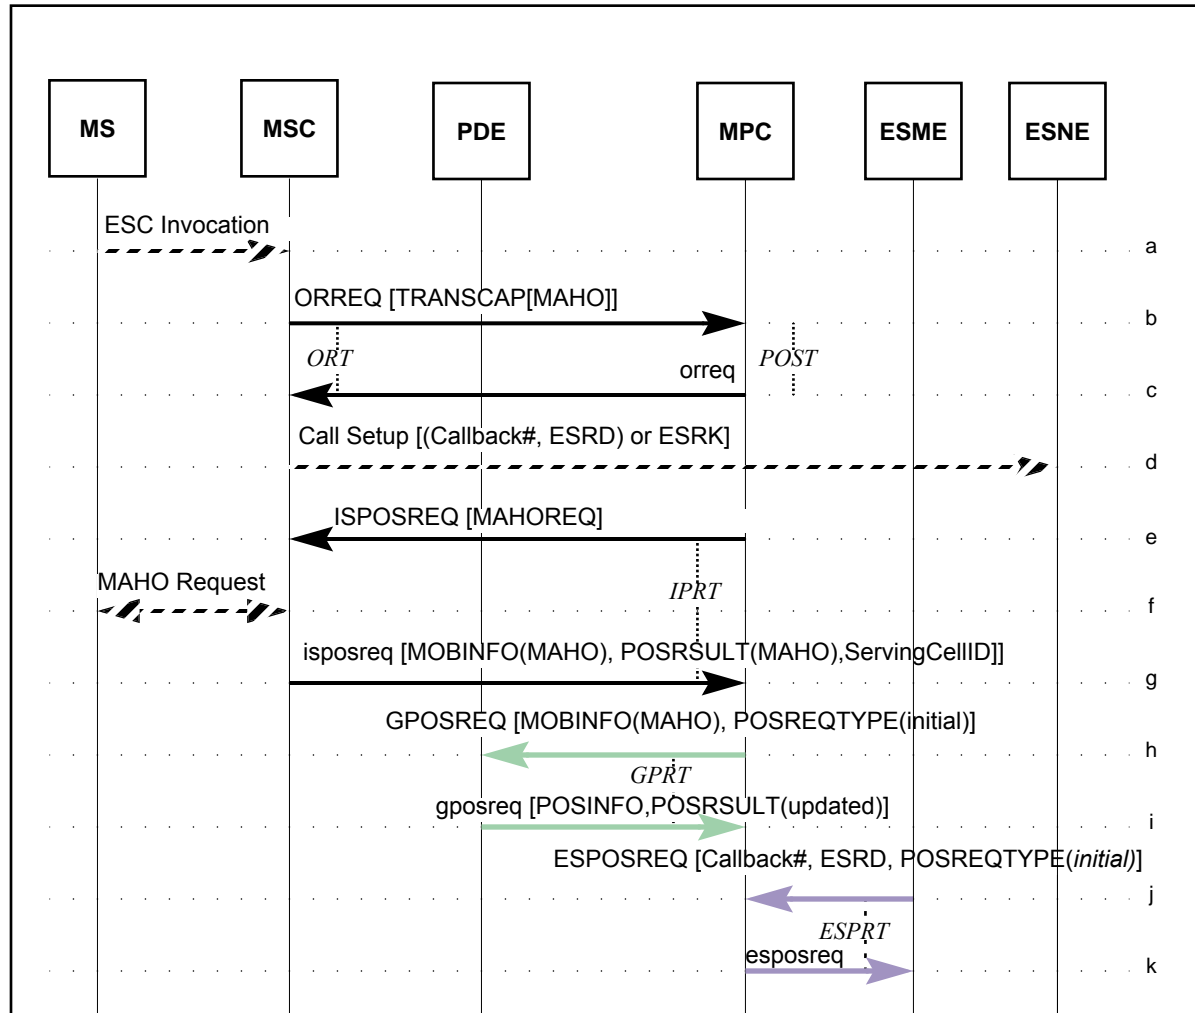 MS MSC PDE MPC ESME ESNE
ESC Invocation
a
ORREQ [TRANSCAP[MAHO]]
b
ORT POST
orreq
c
Call Setup [(Callback#, ESRD) or ESRK]
d
ISPOSREQ [MAHOREQ]
e
MAHO Request
IPRT
f
isposreq [MOBINFO(MAHO), POSRSULT(MAHO),ServingCellID]]
g
GPOSREQ [MOBINFO(MAHO), POSREQTYPE(initial)]
h
GPRT
gposreq [POSINFO,POSRSULT(updated)]
i
ESPOSREQ [Callback#, ESRD, POSREQTYPE(initial)]
j
ESPRT
esposreq
k